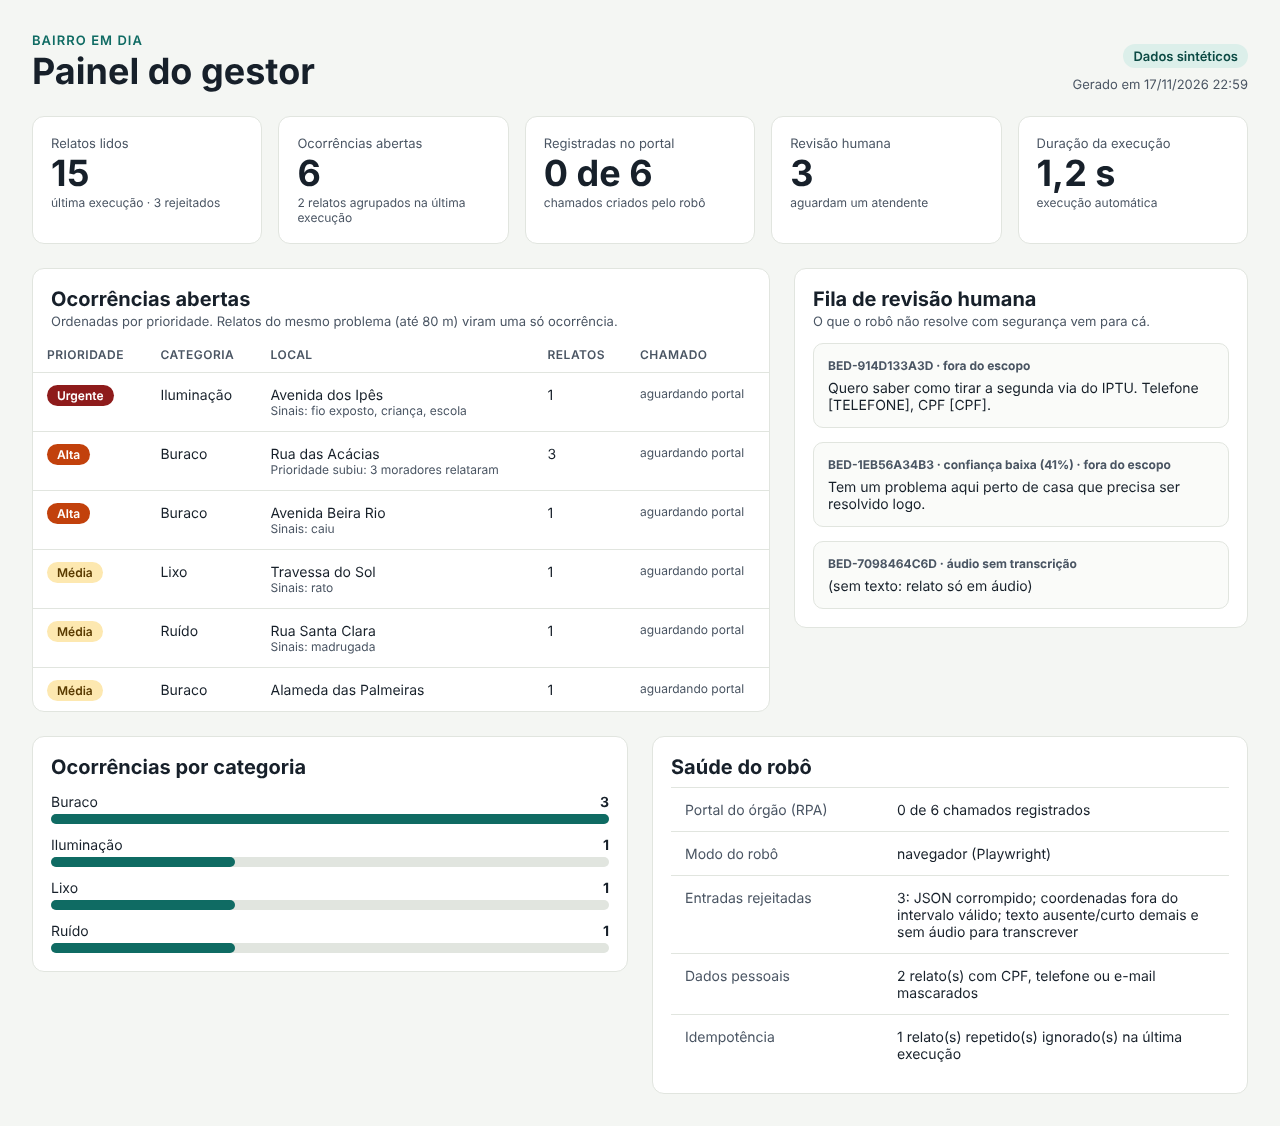 BAIRRO EM DIA
Painel do gestor
Dados sintéticos
Gerado em 17/11/2026 22:59
Relatos lidos
15
última execução · 3 rejeitados
Ocorrências abertas
6
2 relatos agrupados na última
execução
Registradas no portal
0 de 6
chamados criados pelo robô
Revisão humana
3
aguardam um atendente
Duração da execução
1,2 s
execução automática
Ocorrências abertas
Ordenadas por prioridade. Relatos do mesmo problema (até 80 m) viram uma só ocorrência.
PRIORIDADE CATEGORIA LOCAL RELATOS CHAMADO
Urgente Iluminação Avenida dos Ipês 1 aguardando portal
Sinais: fio exposto, criança, escola
Alta Buraco Rua das Acácias 3 aguardando portal
Prioridade subiu: 3 moradores relataram
Alta Buraco Avenida Beira Rio 1 aguardando portal
Sinais: caiu
Média Lixo Travessa do Sol 1 aguardando portal
Sinais: rato
Média Ruído Rua Santa Clara 1 aguardando portal
Sinais: madrugada
Média Buraco Alameda das Palmeiras 1 aguardando portal
Fila de revisão humana
O que o robô não resolve com segurança vem para cá.
BED-914D133A3D · fora do escopo
Quero saber como tirar a segunda via do IPTU. Telefone
[TELEFONE], CPF [CPF].
BED-1EB56A34B3 · confiança baixa (41%) · fora do escopo
Tem um problema aqui perto de casa que precisa ser
resolvido logo.
BED-7098464C6D · áudio sem transcrição
(sem texto: relato só em áudio)
Ocorrências por categoria
Buraco 3
Iluminação 1
Lixo 1
Ruído 1
Saúde do robô
Portal do órgão (RPA) 0 de 6 chamados registrados
Modo do robô navegador (Playwright)
Entradas rejeitadas 3: JSON corrompido; coordenadas fora do
intervalo válido; texto ausente/curto demais e
sem áudio para transcrever
Dados pessoais 2 relato(s) com CPF, telefone ou e-mail
mascarados
Idempotência 1 relato(s) repetido(s) ignorado(s) na última
execução